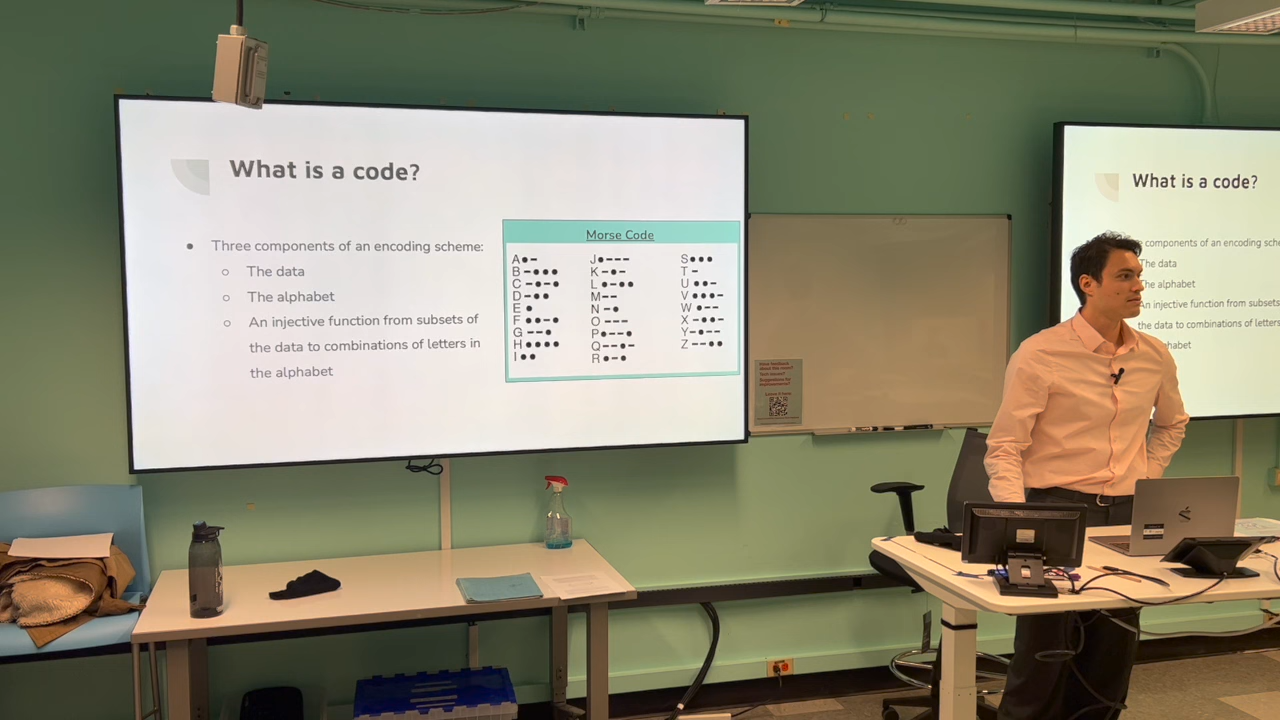 What is a code?
● Three components of an encoding scheme:
○ The data
○ The alphabet
○ An injective function from subsets of
the data to combinations of letters in
the alphabet
Morse Code
A●-
B-●●●
C-●-●
D-●●
E●
F●●-●
G--●
H●●●●
I●●
J●---
K-●-
L●-●●
M--
N-●
O---
P●--●
Q--●-
R●-●
S●●●
T-
U●●-
V●●●-
W●--
X-●●-
Y-●--
Z--●●
What is a code?
e components of an encoding sche
The data
The alphabet
An injective function from subsets
the data to combinations of letters
habet